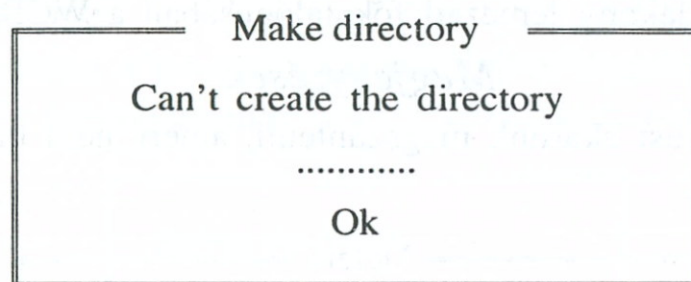 Make directory
Can't create the directory
............
Ok